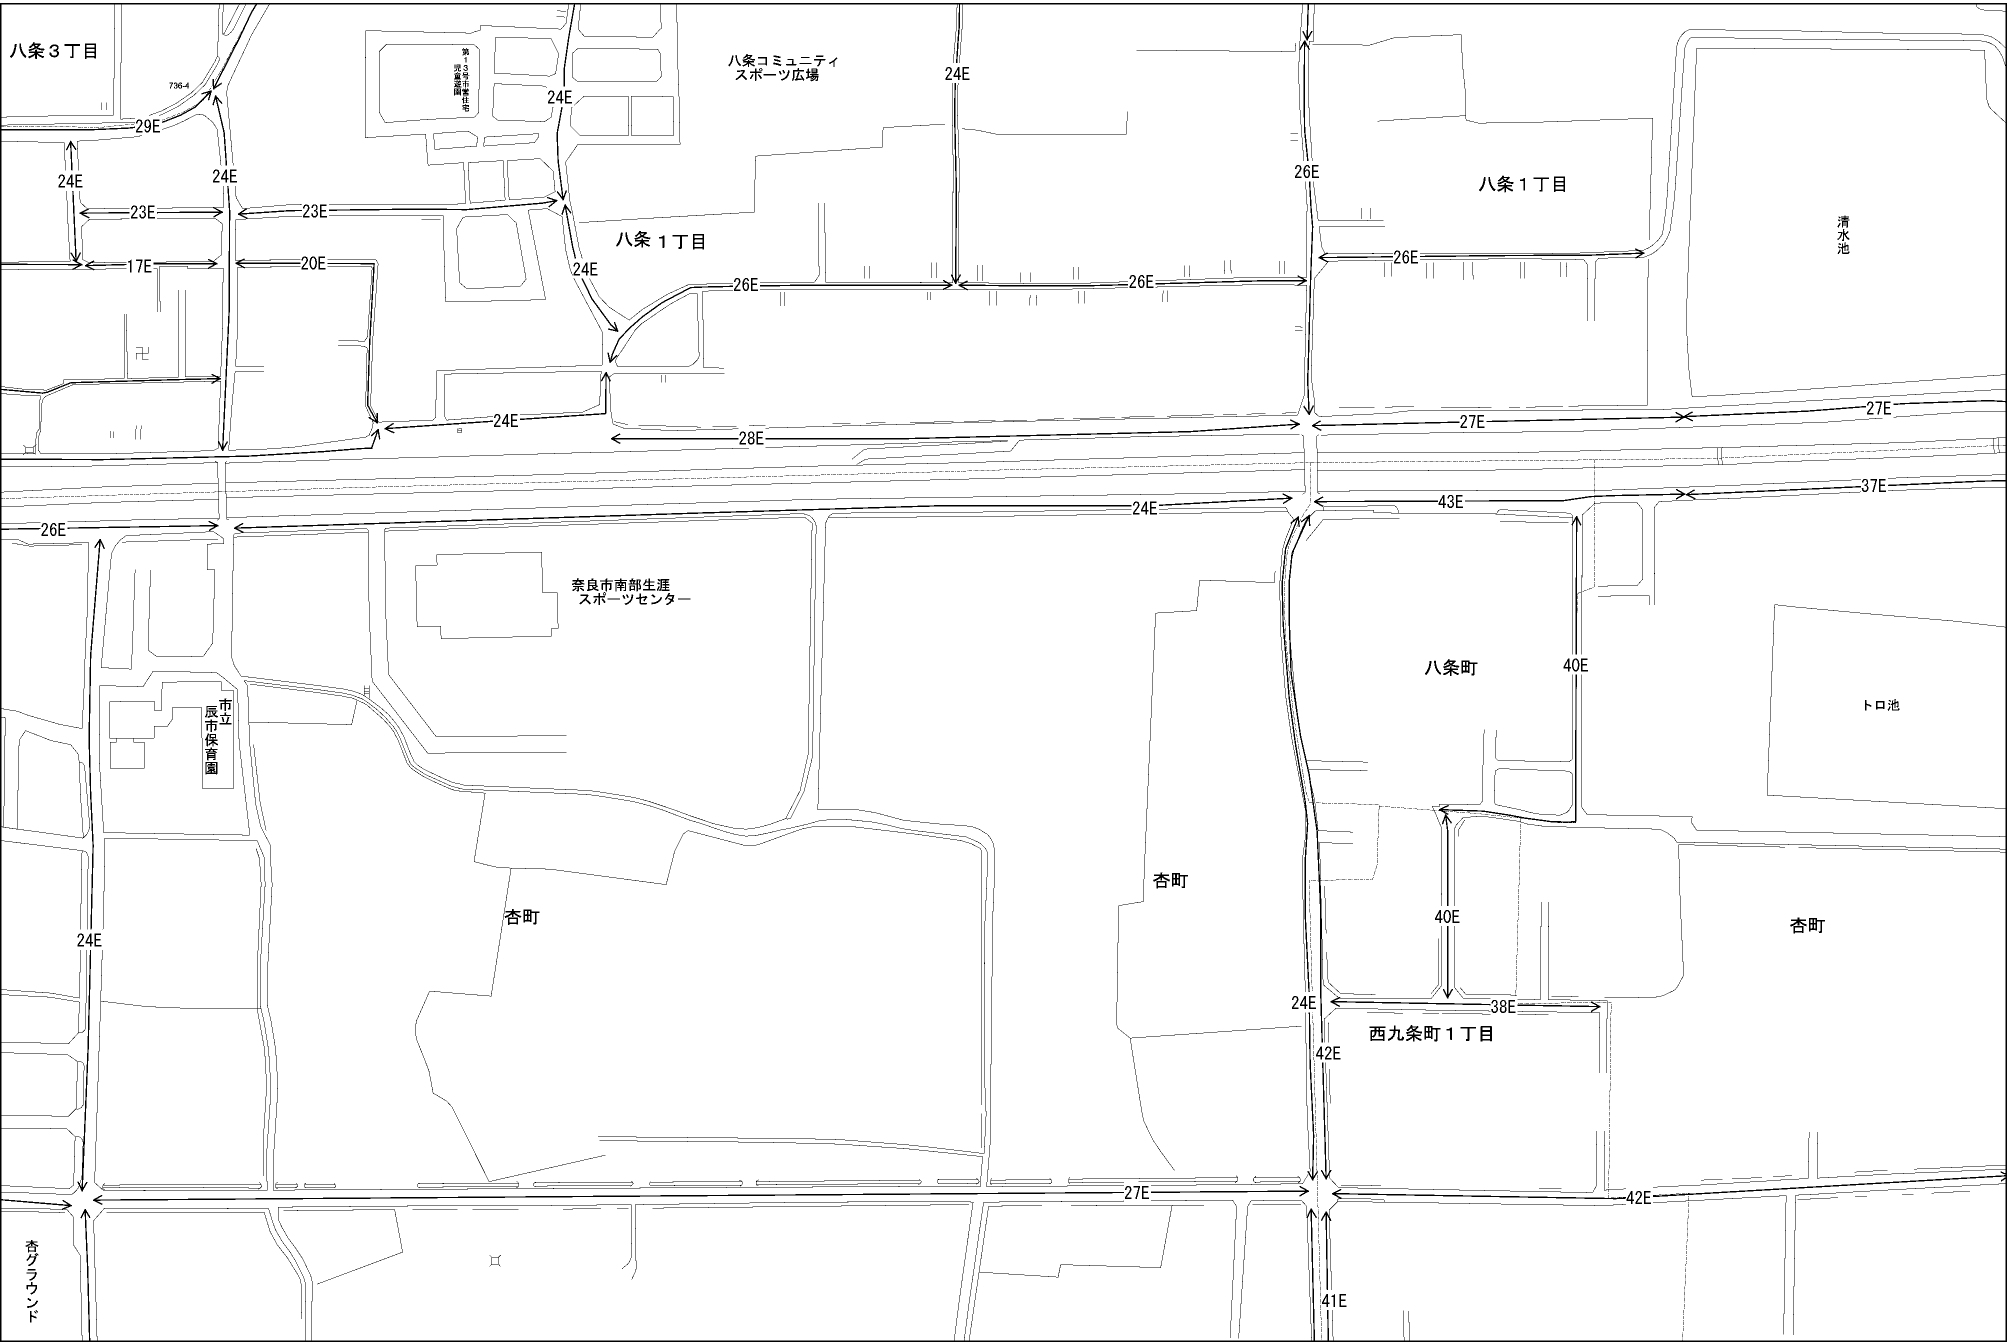 八条３丁目
736-4
第１３号市営住宅
児童遊園
八条コミュニティ
スポーツ広場
24E
24E
29E
24E
24E
26E
八条１丁目
23E
23E
清水池
八条１丁目
17E
20E
24E
26E
26E
26E
卍
24E
28E
27E
27E
26E
24E
43E
37E
奈良市南部生涯
スポーツセンター
八条町
40E
トロ池
市立
辰市保育園
杏町
杏町
40E
杏町
24E
24E
38E
西九条町１丁目
42E
27E
42E
杏グラウンド
41E